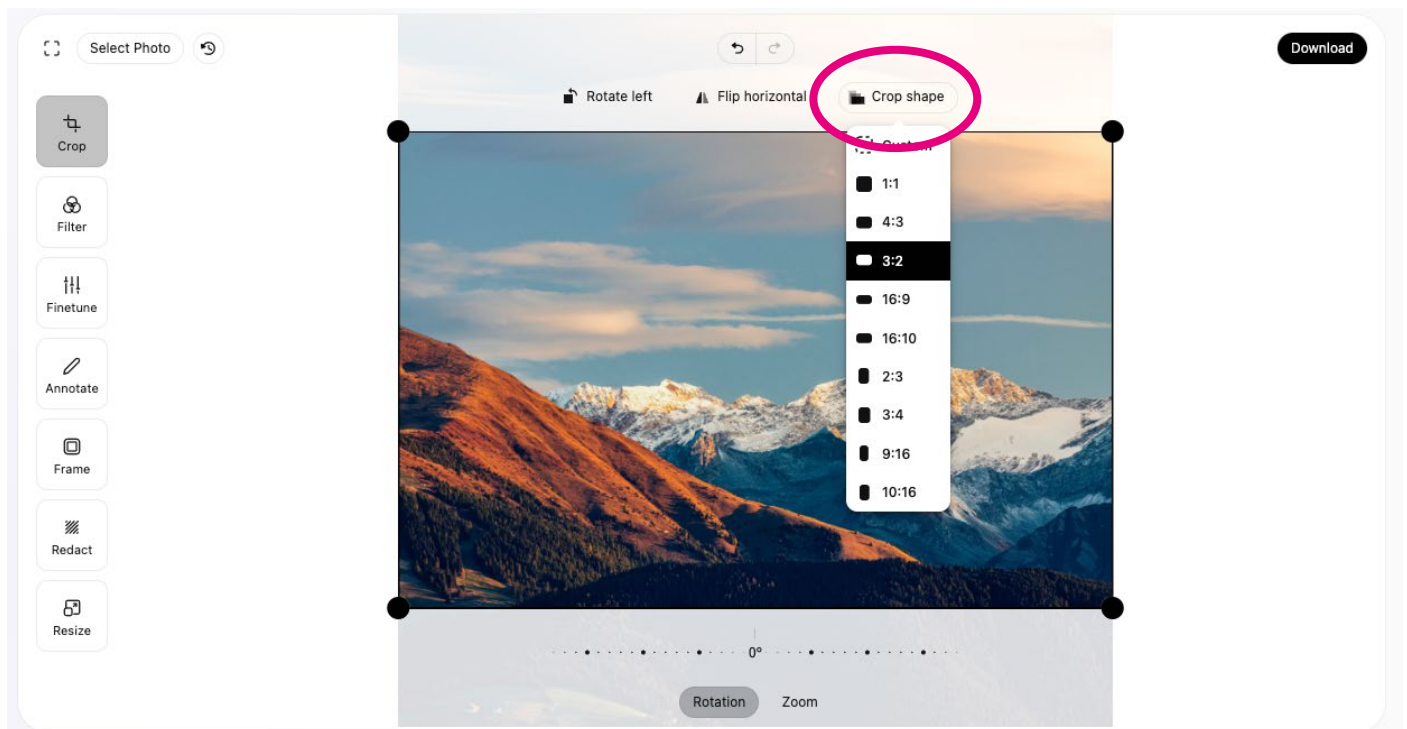 Select Photo
Download
Rotate left
Flip horizontal
Crop shape
Crop
Filter
Finetune
Annotate
Frame
Redact
Resize
1:1
4:3
3:2
16:9
16:10
2:3
3:4
9:16
10:16
0°
Rotation
Zoom